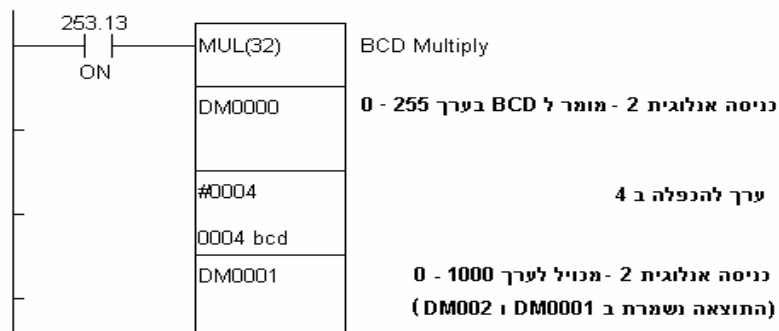 253.13
ON
MUL(32)
BCD Multiply
DM0000
כניסה אנלוגית 2 - מומר ל BCD בערך 255 - 0
#0004
ערך להכפלה ב 4
0004 bcd
DM0001
כניסה אנלוגית 2 - מכויל לערך 1000 - 0
(התוצאה נשמרת ב DM0001 ו DM002)